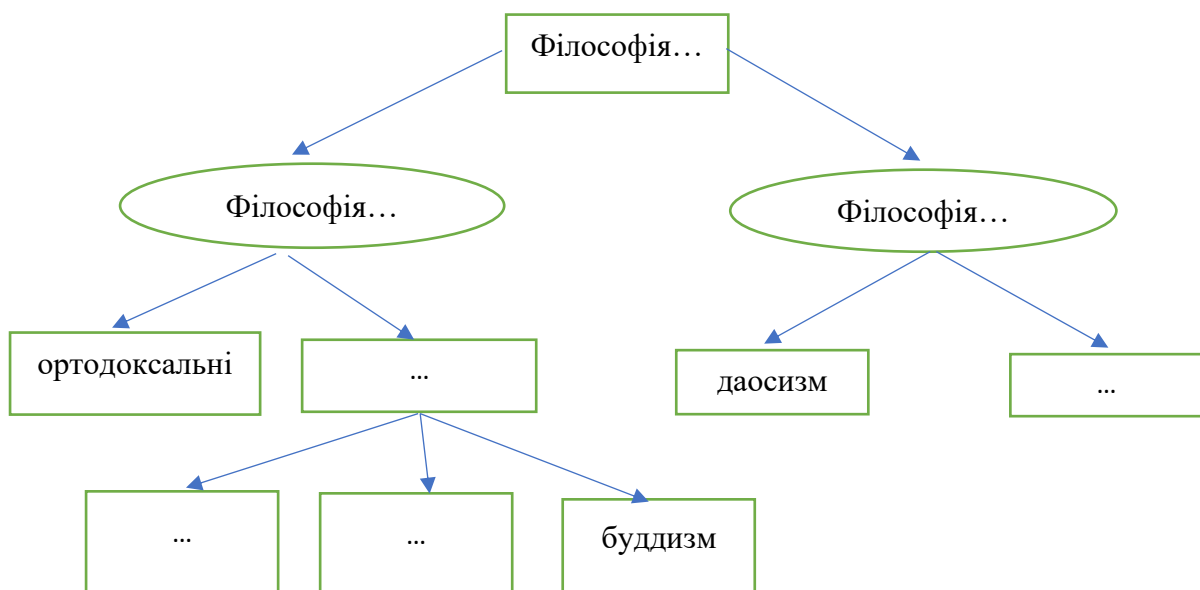 Філософія…
Філософія…
Філософія…
ортодоксальні
...
даосизм
...
...
...
буддизм